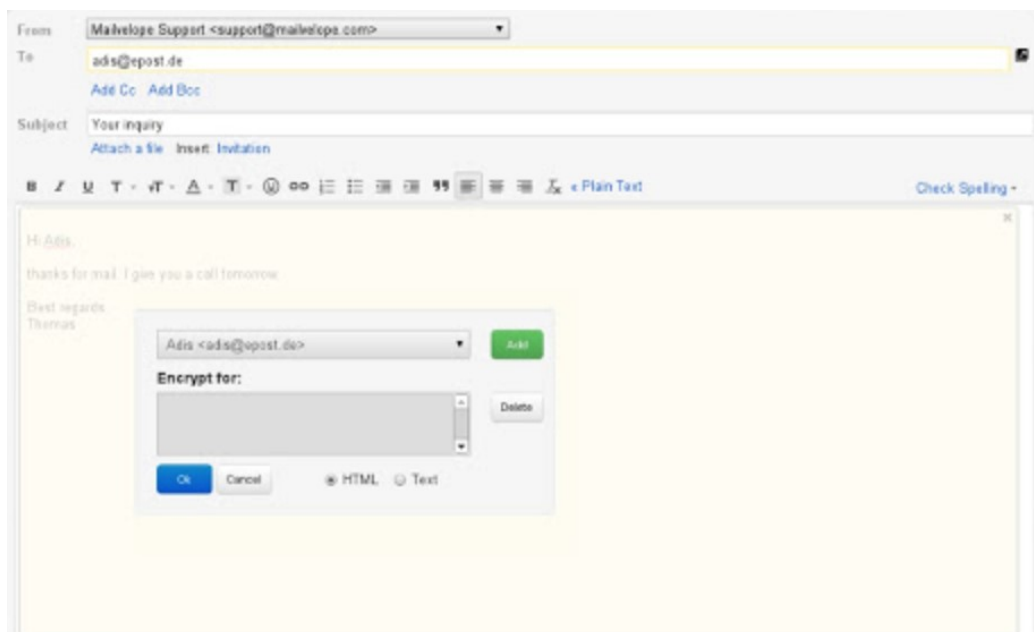 From Mailvelope Support <support@mailvelope.com>
To adis@epost.de
Add Cc Add Bcc
Subject Your inquiry
Attach a file Insert: Invitation
B I U T T A T « Plain Text Check Spelling
Hi Adis,
thanks for mail. I give you a call tomorrow.
Best regards
Thomas
Adis <adis@epost.de> Add
Encrypt for:
Delete
Ok Cancel HTML Text